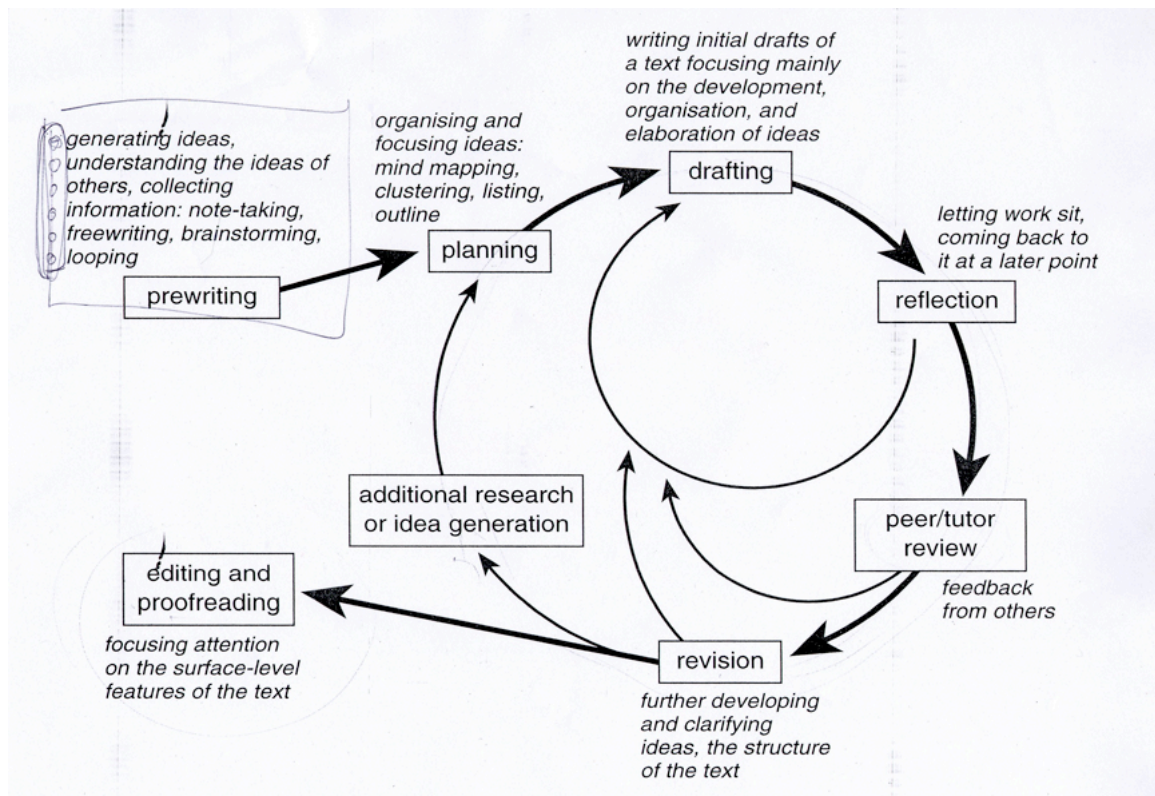 generating ideas,
understanding the ideas of
others, collecting
information: note-taking,
freewriting, brainstorming,
looping
prewriting
organising and
focusing ideas:
mind mapping,
clustering, listing,
outline
planning
writing initial drafts of
a text focusing mainly
on the development,
organisation, and
elaboration of ideas
drafting
letting work sit,
coming back to
it at a later point
reflection
peer/tutor
review
feedback
from others
revision
further developing
and clarifying
ideas, the structure
of the text
additional research
or idea generation
editing and
proofreading
focusing attention
on the surface-level
features of the text